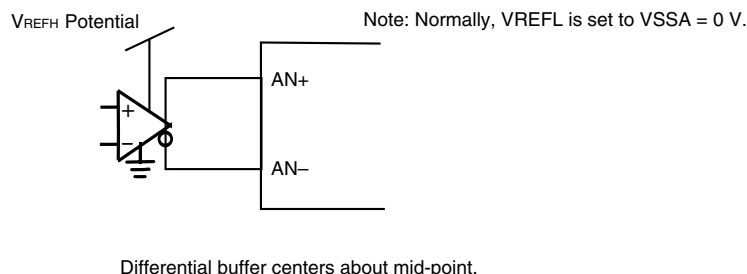 VREFH Potential
Note: Normally, VREFL is set to VSSA = 0 V.
AN+
+
–
AN–
Differential buffer centers about mid-point.